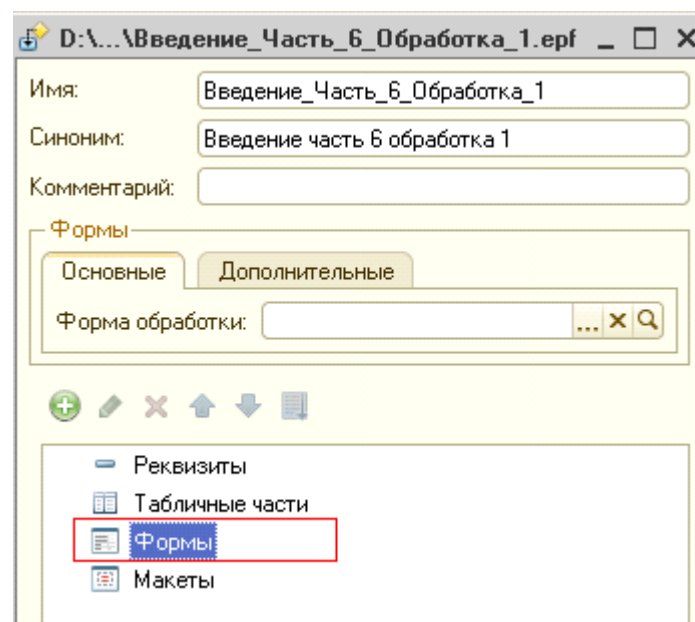 D:\...\Введение_Часть_6_Обработка_1.epf
Имя: Введение_Часть_6_Обработка_1
Синоним: Введение часть 6 обработка 1
Комментарий:
Формы
Основные Дополнительные
Форма обработки: ...
Реквизиты
Табличные части
Формы
Макеты